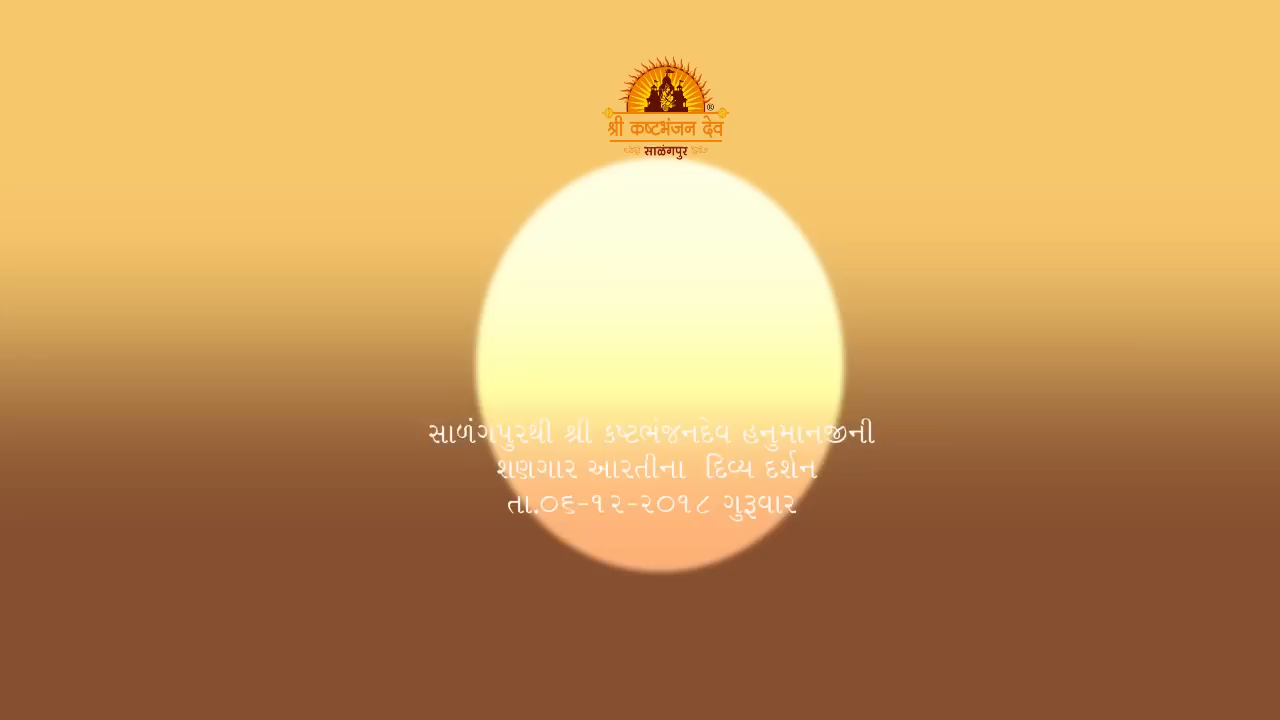 ®
श्री कष्टभंजन देव
साळंगपुर
સાળંગપુરથી શ્રી કષ્ટભંજનદેવ હનુમાનજીની
શણગાર આરતીના દિવ્ય દર્શન
તા.૦૬-૧૨-૨૦૧૮ ગુરૂવાર